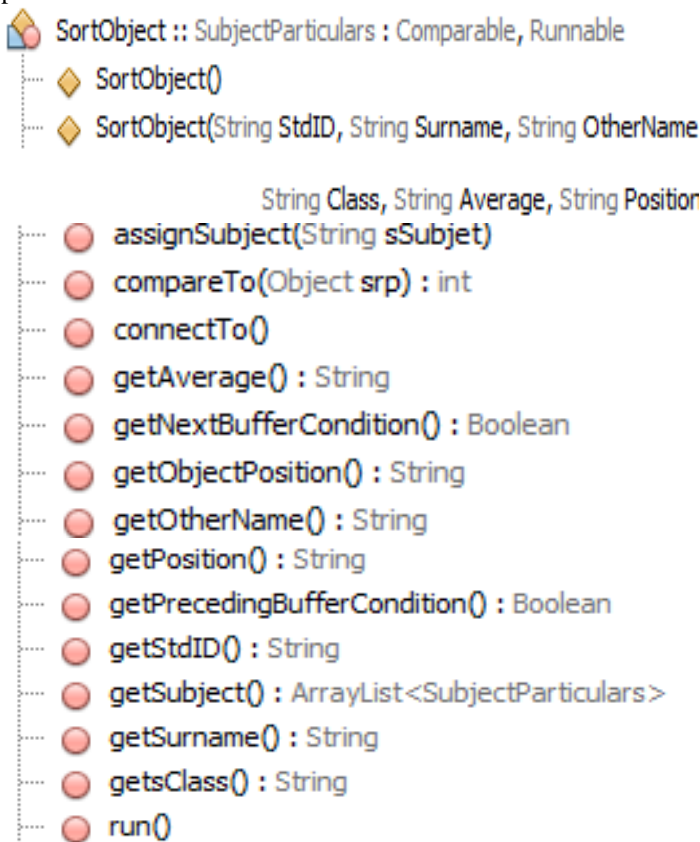 SortObject :: SubjectParticulars : Comparable, Runnable
SortObject()
SortObject(String StdID, String Surname, String OtherName
String Class, String Average, String Position
assignSubject(String sSubjet)
compareTo(Object srp) : int
connectTo()
getAverage() : String
getNextBufferCondition() : Boolean
getObjectPosition() : String
getOtherName() : String
getPosition() : String
getPrecedingBufferCondition() : Boolean
getStdID() : String
getSubject() : ArrayList<SubjectParticulars>
getSurname() : String
getsClass() : String
run()